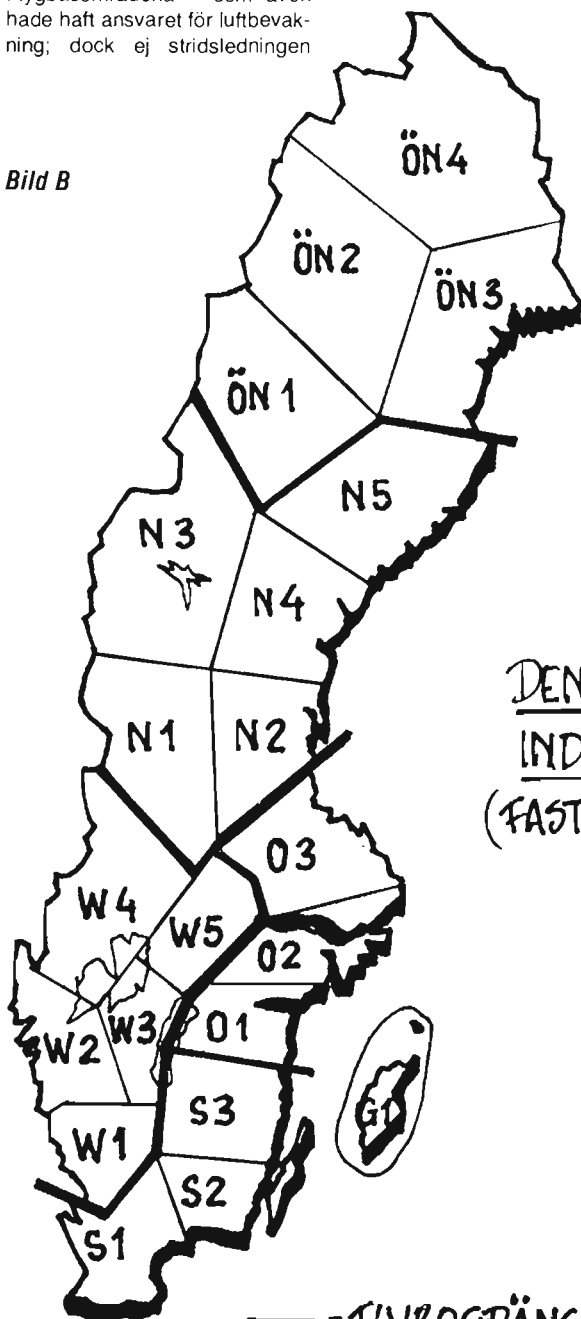 hade haft ansvaret för luftbevak-
ning; dock ej stridsledningen
Bild B
ÖN4
ÖN2
ÖN3
ÖN1
N5
N3
N4
N1
N2
O3
W4
W5
O2
W3
O1
W2
S3
G1
W1
S2
S1
DEN
IND
(FAST